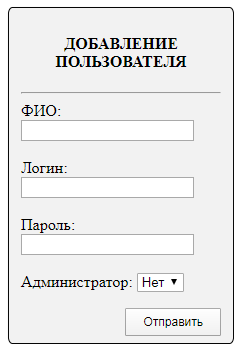 ДОБАВЛЕНИЕ
ПОЛЬЗОВАТЕЛЯ
ФИО:
Логин:
Пароль:
Администратор: Нет
Отправить